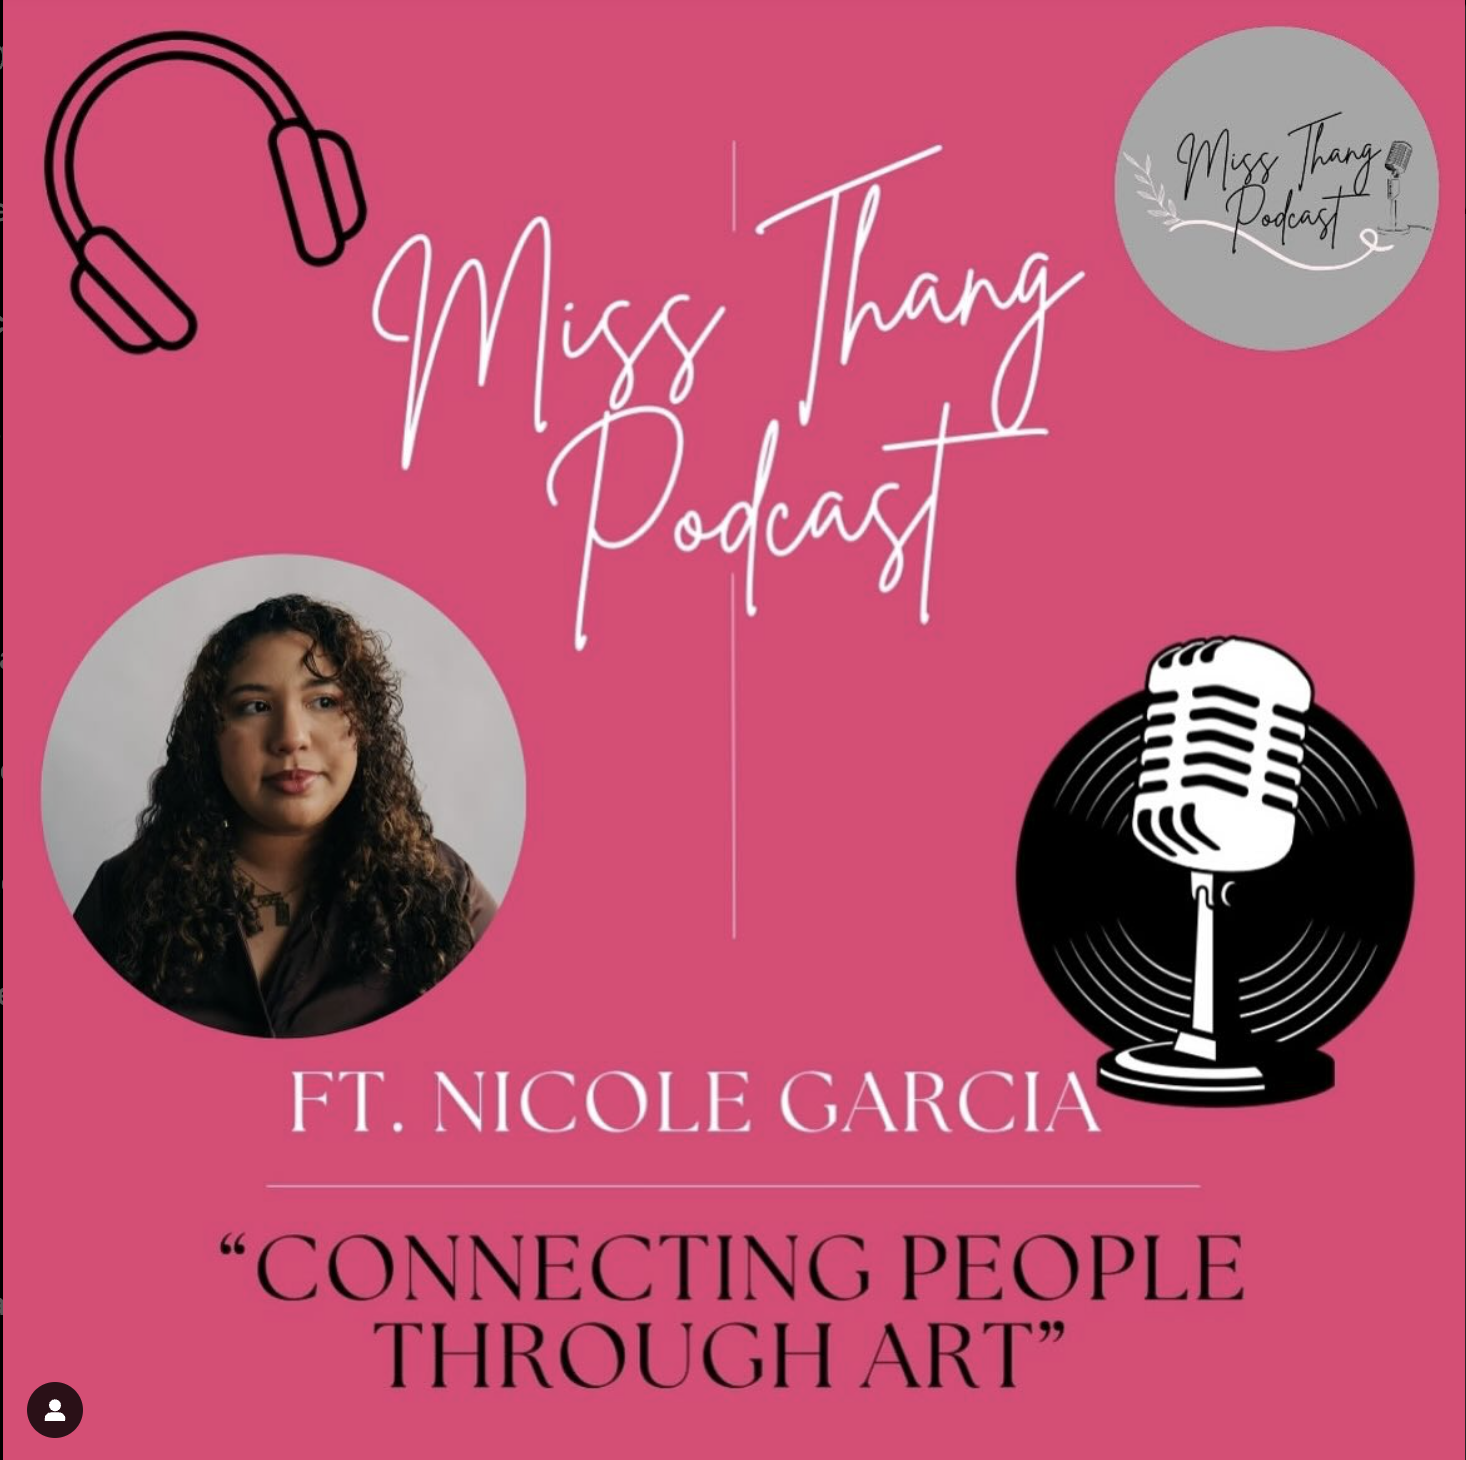 Miss Thang
Podcast
Miss Thang
Podcast
FT. NICOLE GARCIA
“CONNECTING PEOPLE
THROUGH ART”